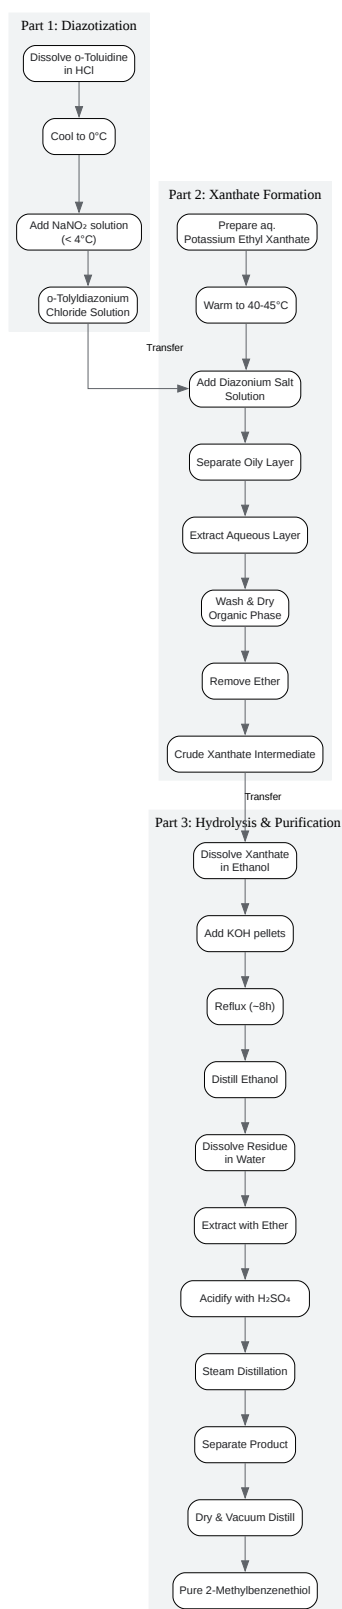 Part 1: Diazotization
Dissolve o-Toluidine
in HCl
Cool to 0°C
Add NaNO₂ solution
(< 4°C)
o-Tolyldiazonium
Chloride Solution
Transfer
Part 2: Xanthate Formation
Prepare aq.
Potassium Ethyl Xanthate
Warm to 40-45°C
Add Diazonium Salt
Solution
Separate Oily Layer
Extract Aqueous Layer
Wash & Dry
Organic Phase
Remove Ether
Crude Xanthate Intermediate
Transfer
Part 3: Hydrolysis & Purification
Dissolve Xanthate
in Ethanol
Add KOH pellets
Reflux (~8h)
Distill Ethanol
Dissolve Residue
in Water
Extract with Ether
Acidify with H₂SO₄
Steam Distillation
Separate Product
Dry & Vacuum Distill
Pure 2-Methylbenzenethiol